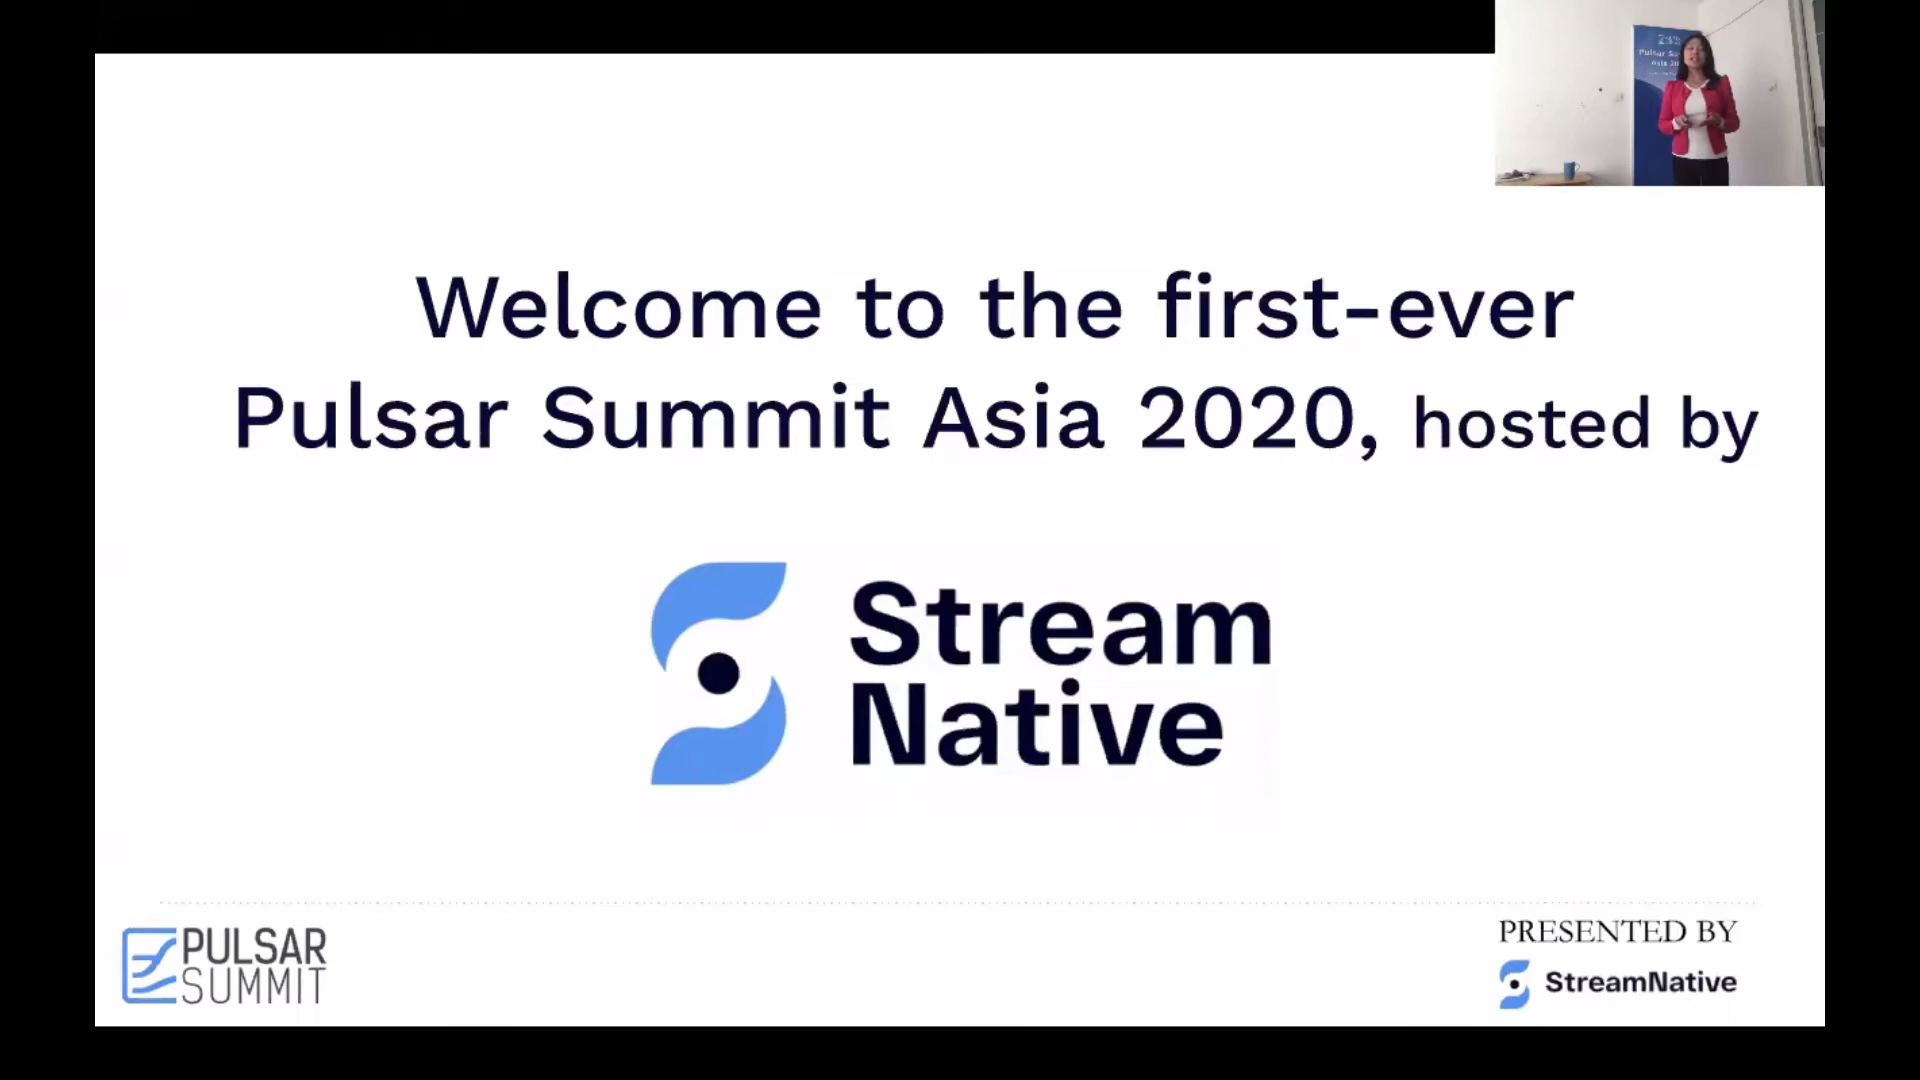 Welcome to the first-ever
Pulsar Summit Asia 2020, hosted by
Stream
Native
PULSAR
SUMMIT
PRESENTED BY
StreamNative